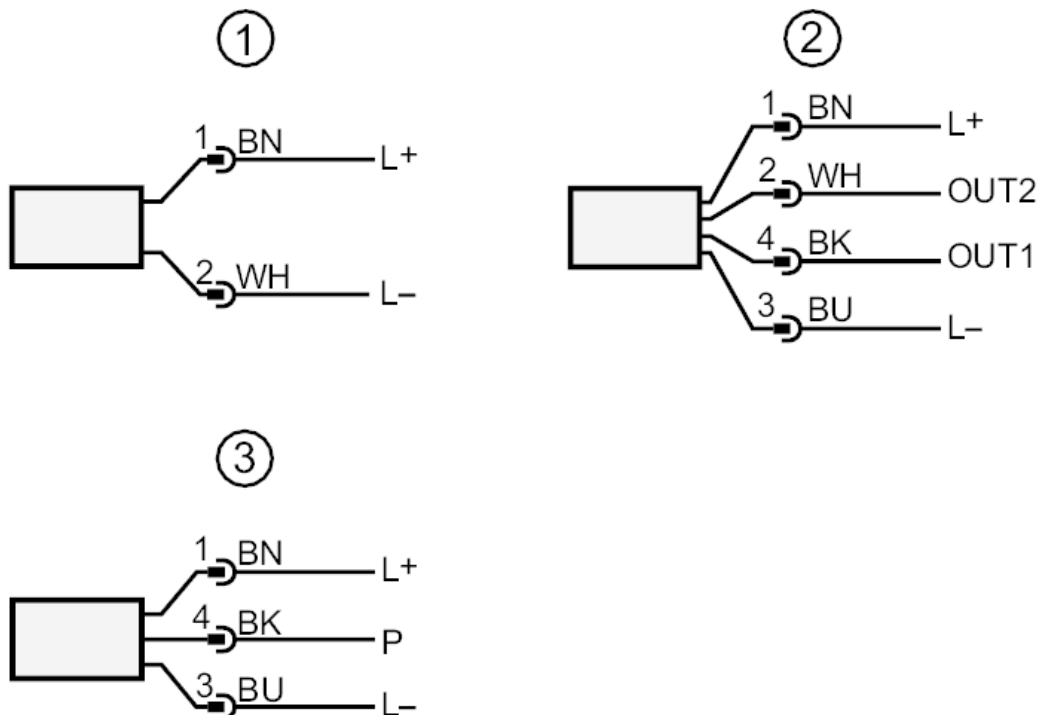 1
1 BN L+
2 WH L–
2
1 BN L+
2 WH OUT2
4 BK OUT1
3 BU L–
3
1 BN L+
4 BK P
3 BU L–